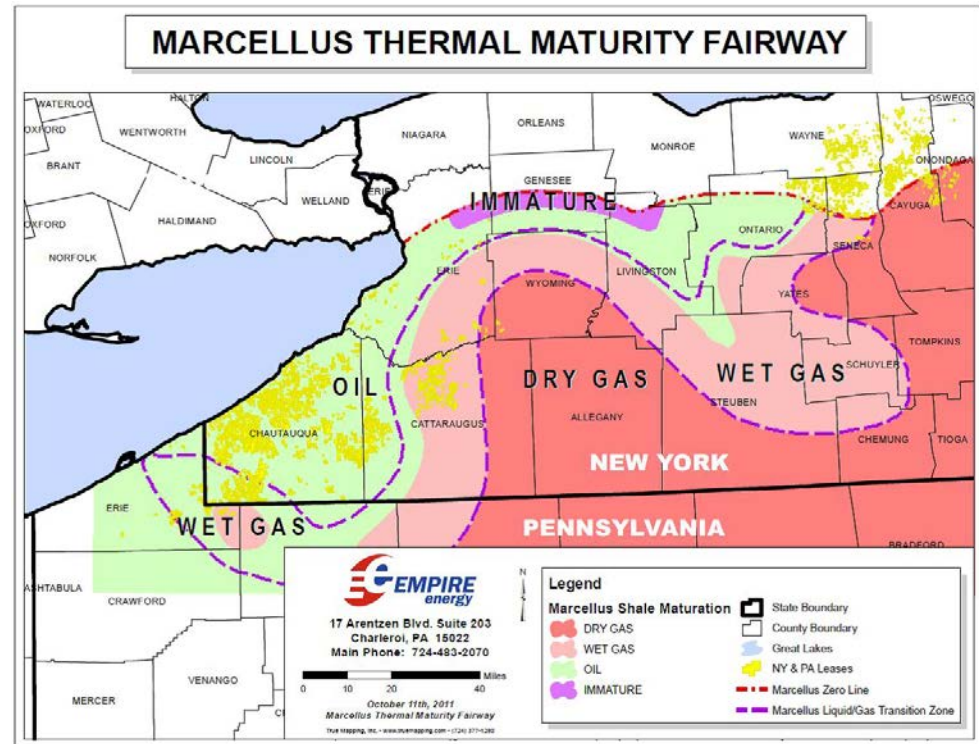 MARCELLUS THERMAL MATURITY FAIRWAY
WATERLOO
HALTON
OXFORD
WENTWORTH
BRANT
LINCOLN
NIAGARA
ORLEANS
MONROE
WAYNE
OSWEGO
ONONDAGA
ERIE
WELLAND
GENESEE
IMMATURE
CAYUGA
OXFORD
HALDIMAND
NORFOLK
ONTARIO
SENECA
ERIE
WYOMING
LIVINGSTON
YATES
TOMPKINS
OIL
DRY GAS
WET GAS
SCHUYLER
CHAUTAUQUA
CATTARAUGUS
ALLEGANY
STEUBEN
CHEMUNG
TIOGA
NEW YORK
ERIE
WET GAS
PENNSYLVANIA
BRADFORD
ASHTABULA
CRAWFORD
MERCER
VENANGO
e EMPIRE
energy
17 Arentzen Blvd. Suite 203
Charleroi, PA 15022
Main Phone: 724-483-2070
Miles
0 10 20 40
October 11th, 2011
Marcellus Thermal Maturity Fairway
N
Legend
Marcellus Shale Maturation
DRY GAS
WET GAS
OIL
IMMATURE
State Boundary
County Boundary
Great Lakes
NY & PA Leases
Marcellus Zero Line
Marcellus Liquid/Gas Transition Zone